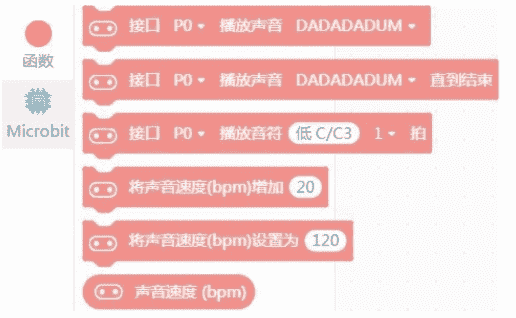 接口 P0 播放声音 DADADADUM
函数
接口 P0 播放声音 DADADADUM 直到结束
Microbit
接口 P0 播放音符 低 C/C3 1 拍
将声音速度(bpm)增加 20
将声音速度(bpm)设置为 120
声音速度 (bpm)